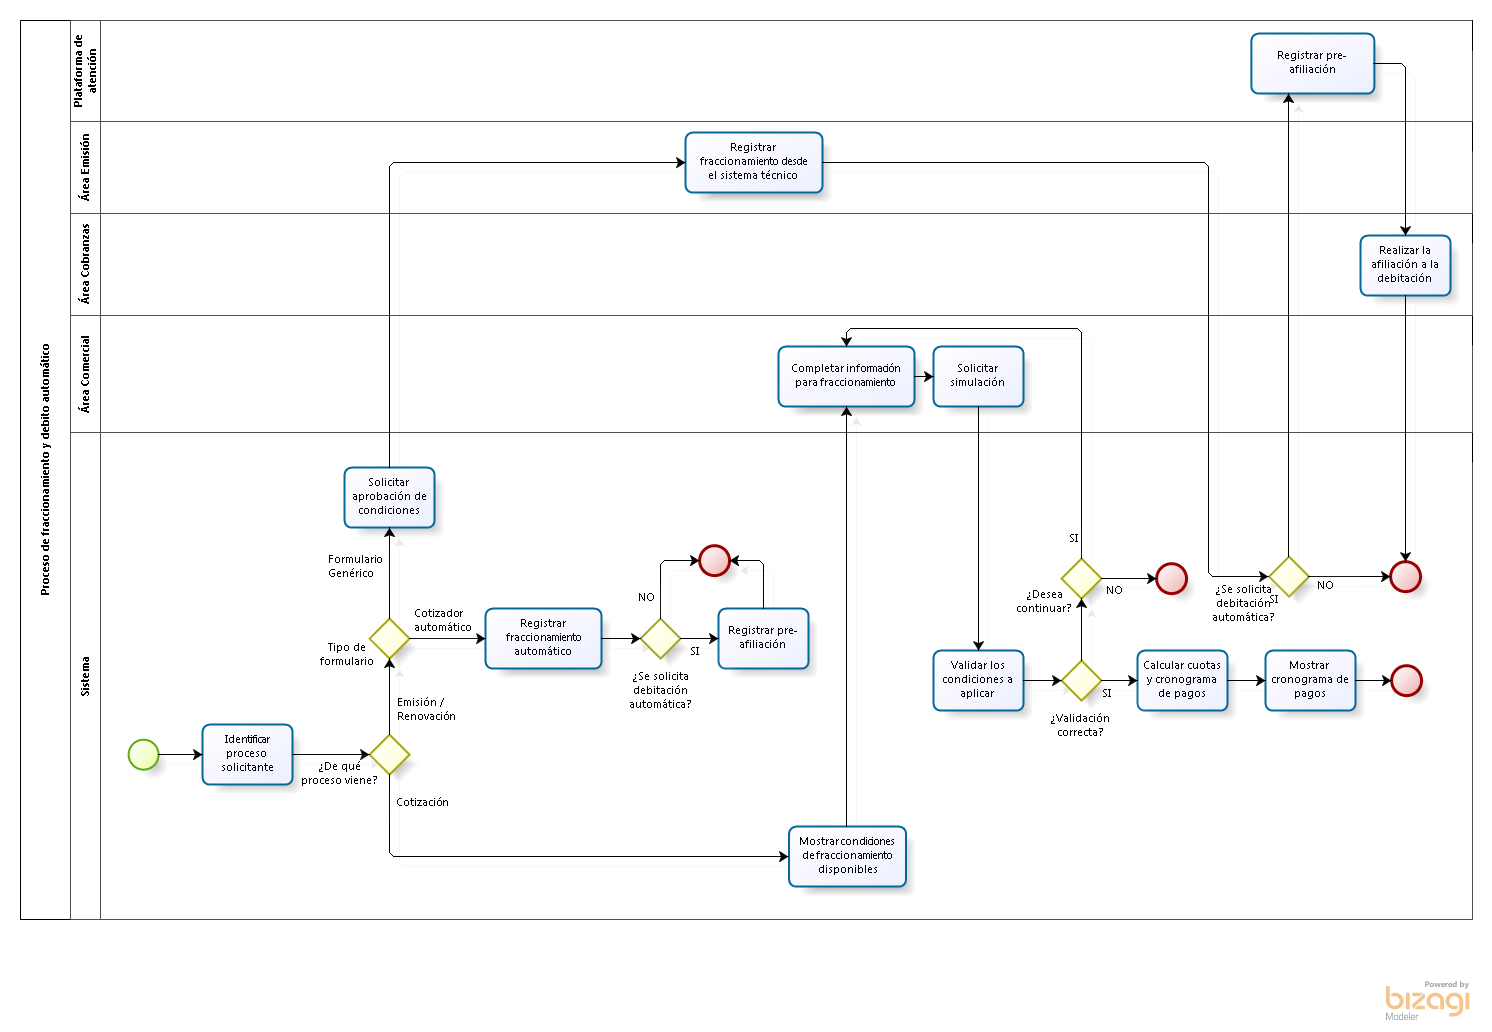 Proceso de fraccionamiento y debito automático
Plataforma de
atención
Registrar pre-
afiliación
Área Emisión
Registrar
fraccionamiento desde
el sistema técnico
Área Cobranzas
Realizar la
afiliación a la
debitación
Área Comercial
Completar información
para fraccionamiento
Solicitar
simulación
Sistema
Solicitar
aprobación de
condiciones
Formulario
Genérico
Tipo de
formulario
Cotizador
automático
Registrar
fraccionamiento
automático
NO
SI
¿Se solicita
debitación
automática?
Registrar pre-
afiliación
Emisión /
Renovación
Identificar
proceso
solicitante
¿De qué
proceso viene?
Cotización
Mostrar condiciones
de fraccionamiento
disponibles
Validar los
condiciones a
aplicar
¿Validación
correcta?
SI
¿Desea
continuar?
SI
NO
Calcular cuotas
y cronograma
de pagos
Mostrar
cronograma de
pagos
¿Se solicita
debitación
automática?
SI
NO
Powered by
bizagi
Modeler